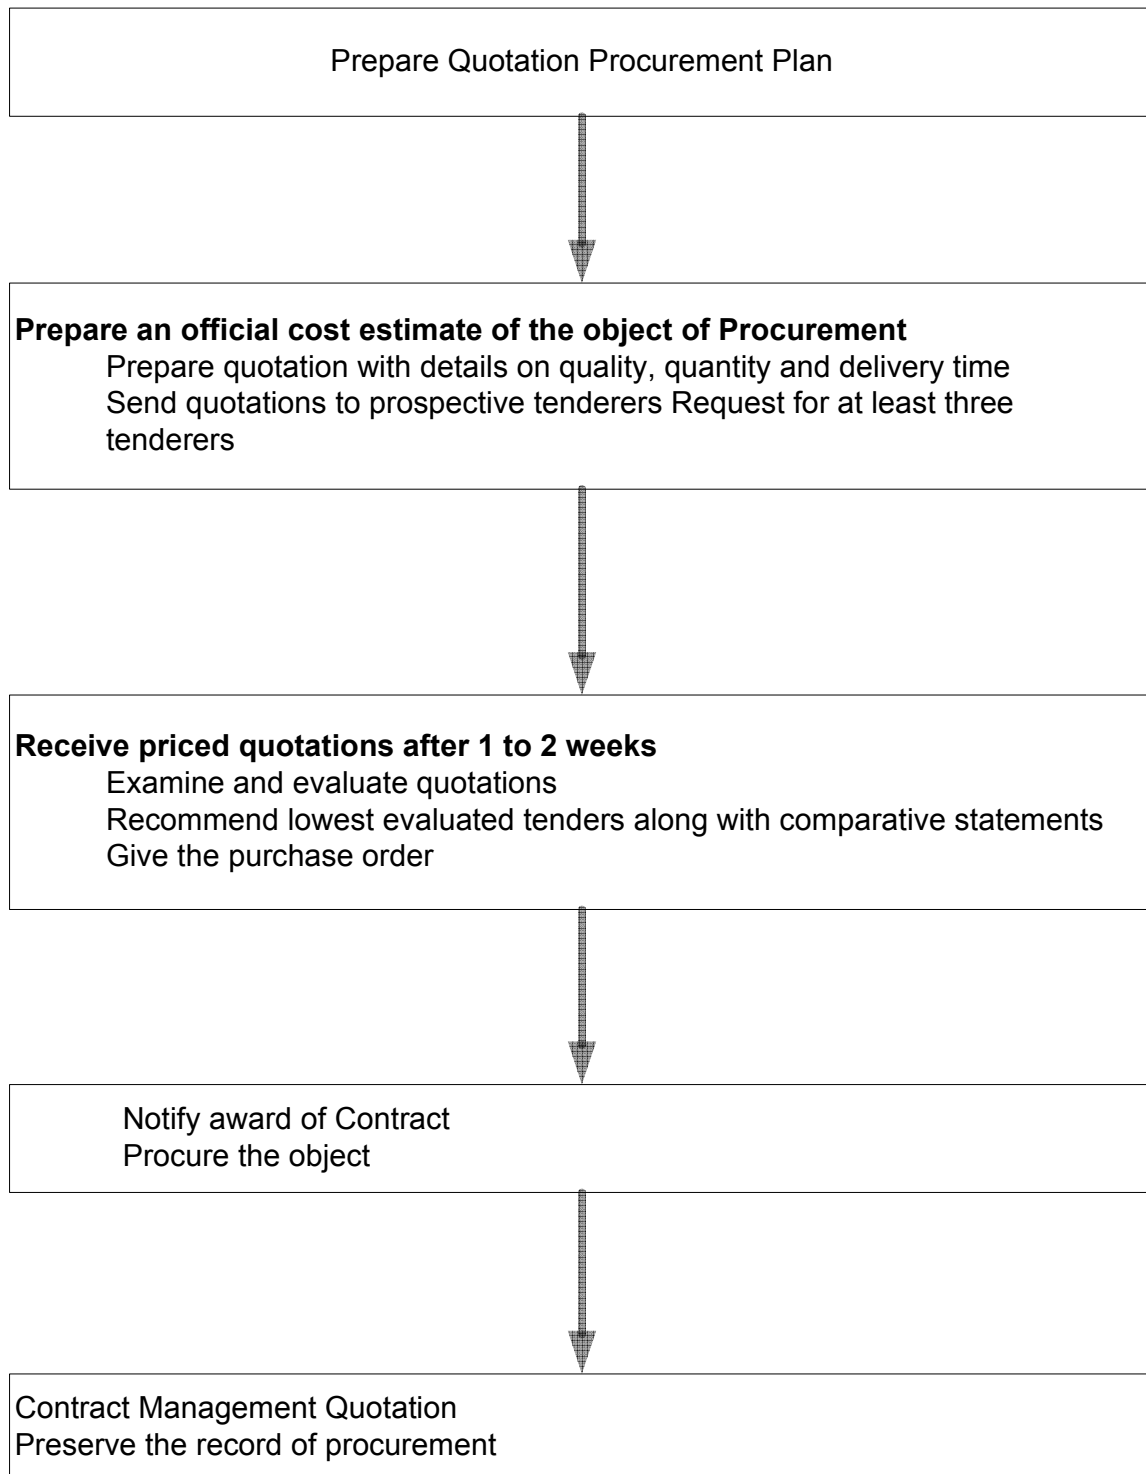 Prepare Quotation Procurement Plan
Prepare an official cost estimate of the object of Procurement
Prepare quotation with details on quality, quantity and delivery time
Send quotations to prospective tenderers Request for at least three
tenderers
Receive priced quotations after 1 to 2 weeks
Examine and evaluate quotations
Recommend lowest evaluated tenders along with comparative statements
Give the purchase order
Notify award of Contract
Procure the object
Contract Management Quotation
Preserve the record of procurement